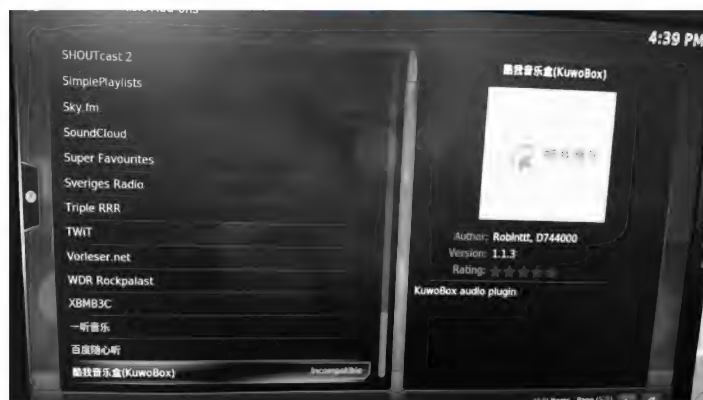 4:39 PM
SHOUTcast 2
SimplePlaylists
Sky.fm
SoundCloud
Super Favourites
Sveriges Radio
Triple RRR
TWiT
Vorleser.net
WDR Rockpalast
XBMB3C
一听音乐
百度随心听
酷我音乐盒(KuwoBox) Incompatible
酷我音乐盒(KuwoBox)
Author: Robinttt, D744000
Version: 1.1.3
Rating:
KuwoBox audio plugin